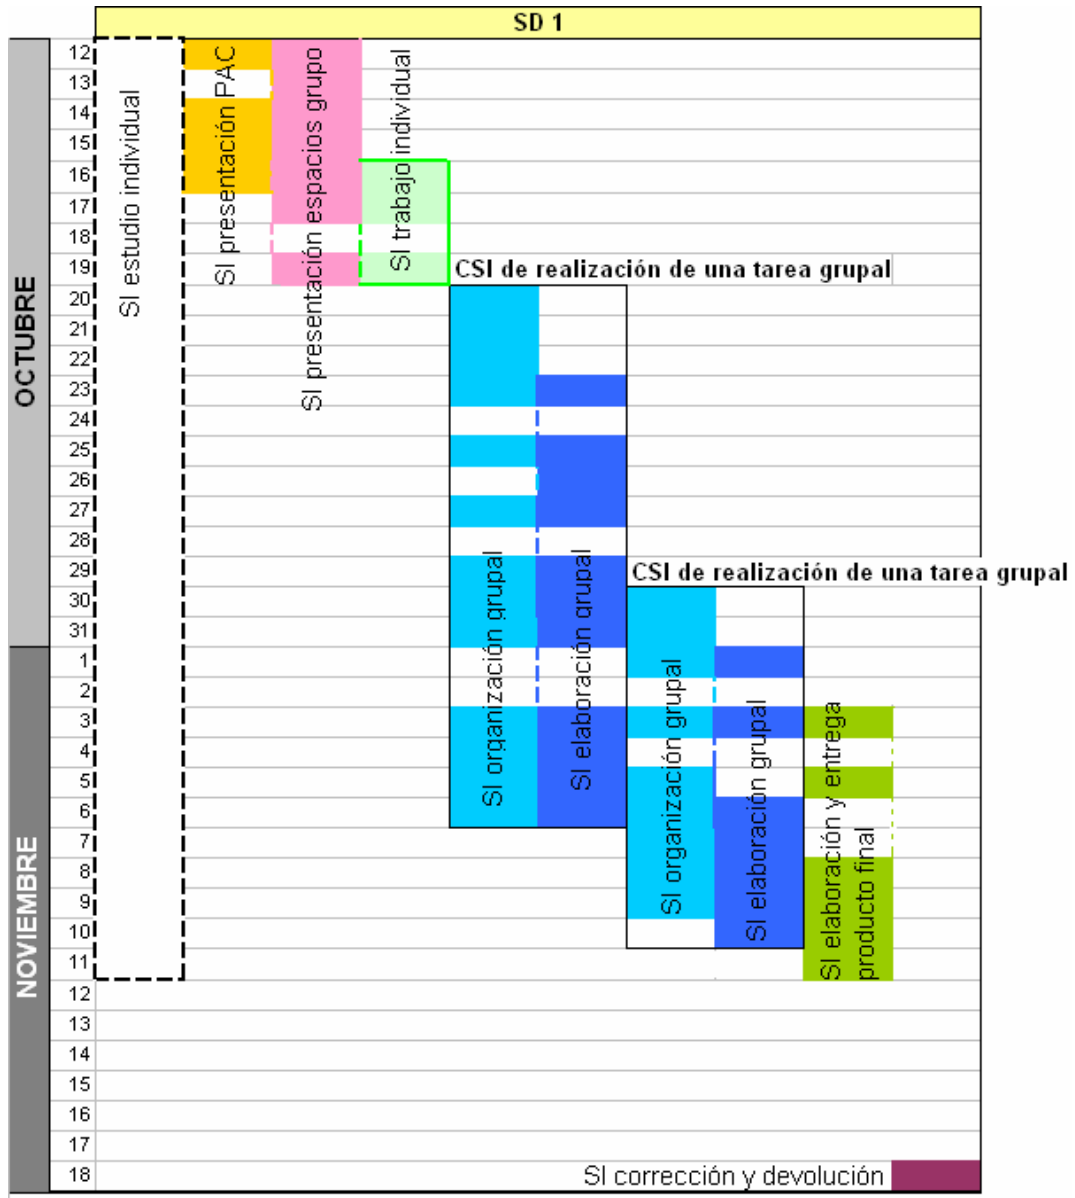 SD 1
OCTUBRE
12
13
14
15
16
17
18
19
20
21
22
23
24
25
26
27
28
29
30
31
NOVIEMBRE
1
2
3
4
5
6
7
8
9
10
11
12
13
14
15
16
17
18
SI estudio individual
SI presentación PAC
SI presentación espacios grupo
SI trabajo individual
CSI de realización de una tarea grupal
SI organización grupal
SI elaboración grupal
CSI de realización de una tarea grupal
SI organización grupal
SI elaboración grupal
SI elaboración y entrega
producto final
SI corrección y devolución